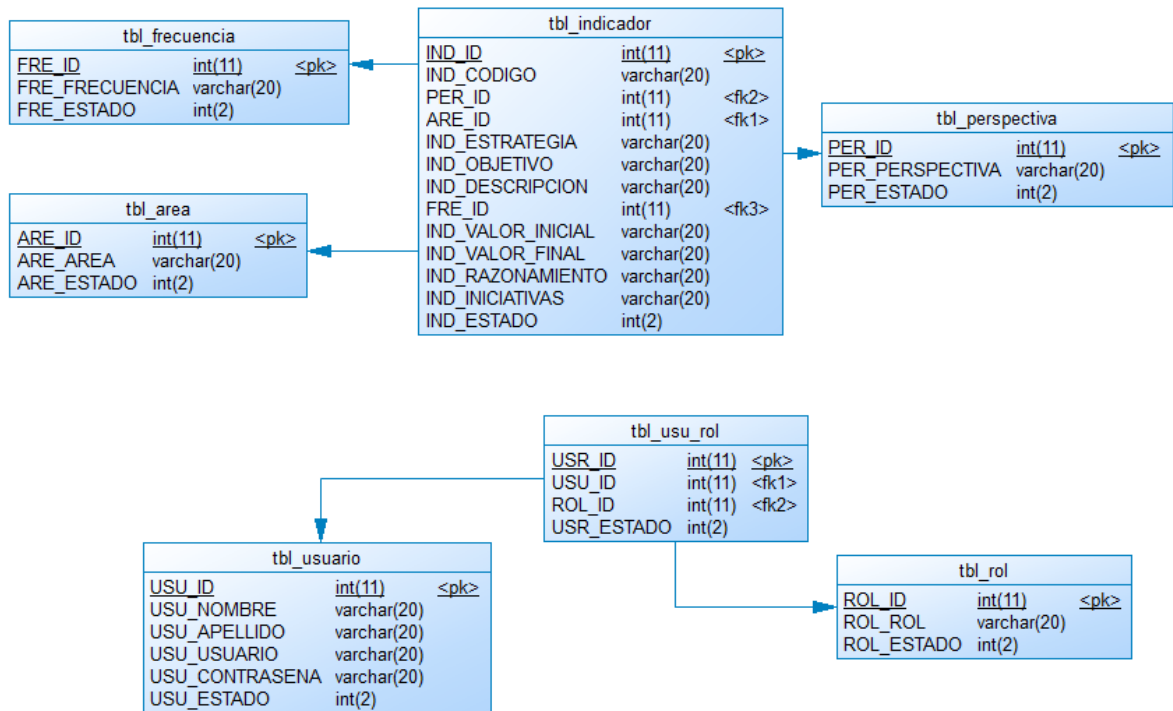 tbl_frecuencia
FRE_ID int(11) <pk>
FRE_FRECUENCIA varchar(20)
FRE_ESTADO int(2)
tbl_indicador
IND_ID int(11) <pk>
IND_CODIGO varchar(20)
PER_ID int(11) <fk2>
ARE_ID int(11) <fk1>
IND_ESTRATEGIA varchar(20)
IND_OBJETIVO varchar(20)
IND_DESCRIPCION varchar(20)
FRE_ID int(11) <fk3>
IND_VALOR_INICIAL varchar(20)
IND_VALOR_FINAL varchar(20)
IND_RAZONAMIENTO varchar(20)
IND_INICIATIVAS varchar(20)
IND_ESTADO int(2)
tbl_perspectiva
PER_ID int(11) <pk>
PER_PERSPECTIVA varchar(20)
PER_ESTADO int(2)
tbl_area
ARE_ID int(11) <pk>
ARE_AREA varchar(20)
ARE_ESTADO int(2)
tbl_usu_rol
USR_ID int(11) <pk>
USU_ID int(11) <fk1>
ROL_ID int(11) <fk2>
USR_ESTADO int(2)
tbl_usuario
USU_ID int(11) <pk>
USU_NOMBRE varchar(20)
USU_APELLIDO varchar(20)
USU_USUARIO varchar(20)
USU_CONTRASENA varchar(20)
USU_ESTADO int(2)
tbl_rol
ROL_ID int(11) <pk>
ROL_ROL varchar(20)
ROL_ESTADO int(2)